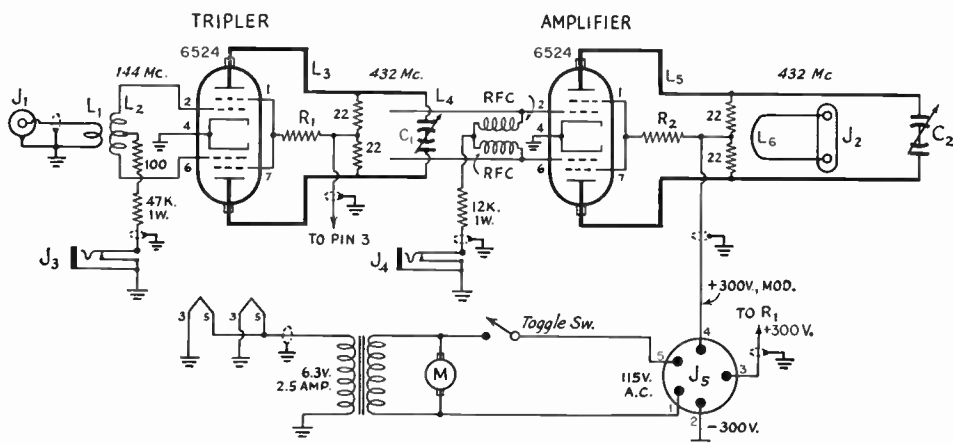 TRIPLER
AMPLIFIER
6524
6524
L3
L5
144 Mc.
432 Mc.
432 Mc
J1
L1
L2
2
4
6
1
7
R1
22
22
L4
C1
RFC
RFC
2
4
6
1
7
R2
22
22
L6
J2
C2
100
47K.
1W.
TO PIN 3
12K
1W.
J3
J4
+300V., MOD.
TO R1
+300V.
3
5
3
5
Toggle Sw.
6.3V.
2.5 AMP.
M
115V.
A.C.
5
4
3
1
2
J5
-300V.